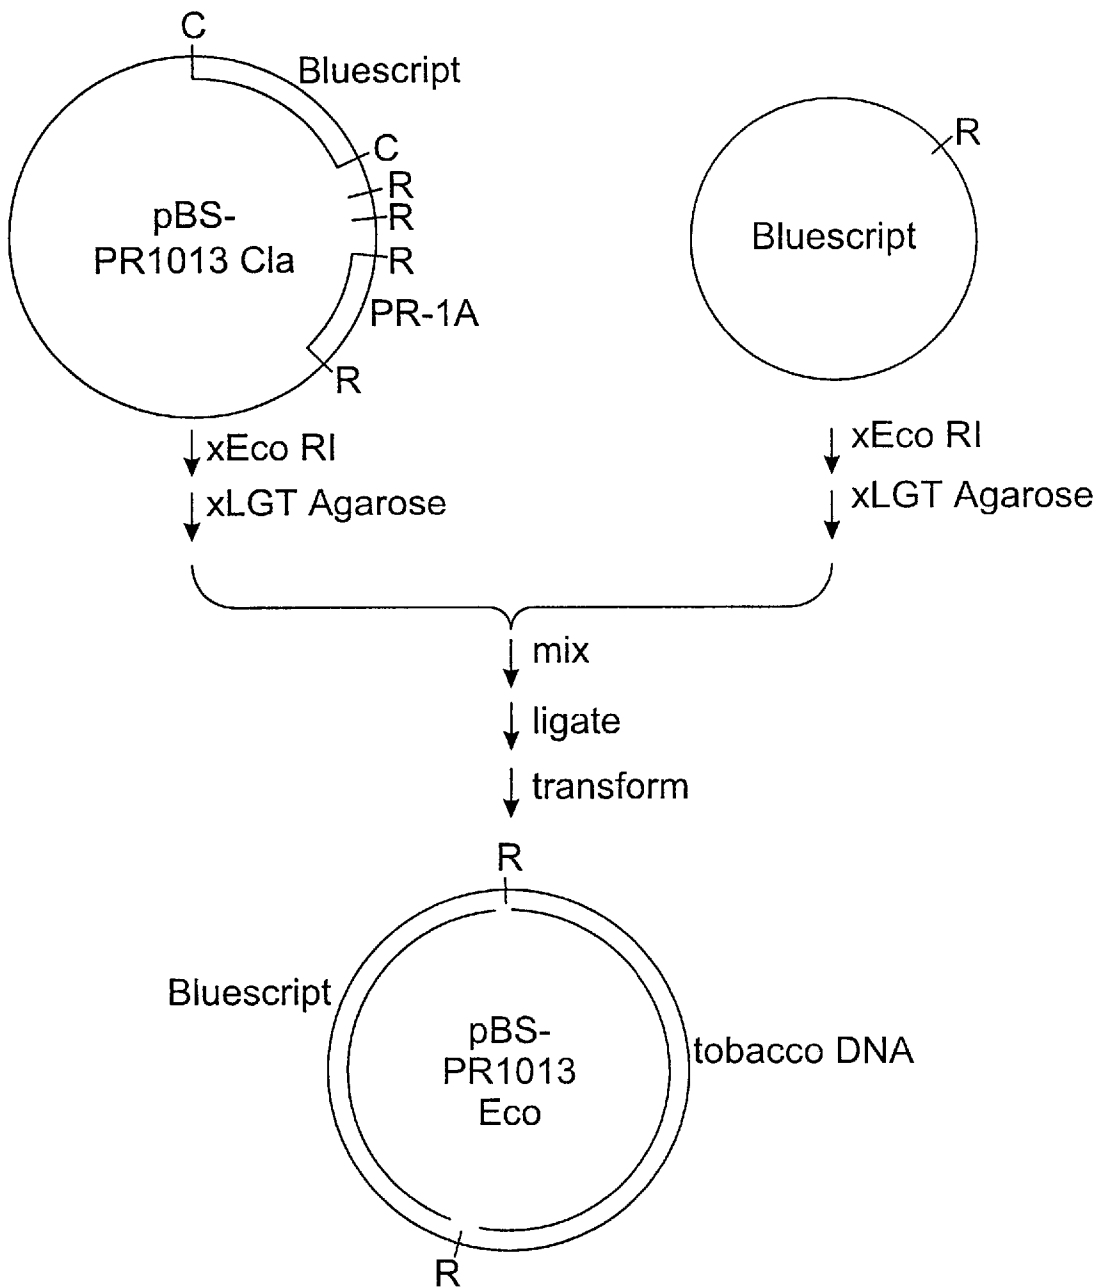 C
Bluescript
C
R
R
R
PR-1A
R
pBS-
PR1013 Cla
R
Bluescript
xEco RI
xLGT Agarose
xEco RI
xLGT Agarose
mix
ligate
transform
R
Bluescript
pBS-
PR1013
Eco
tobacco DNA
R